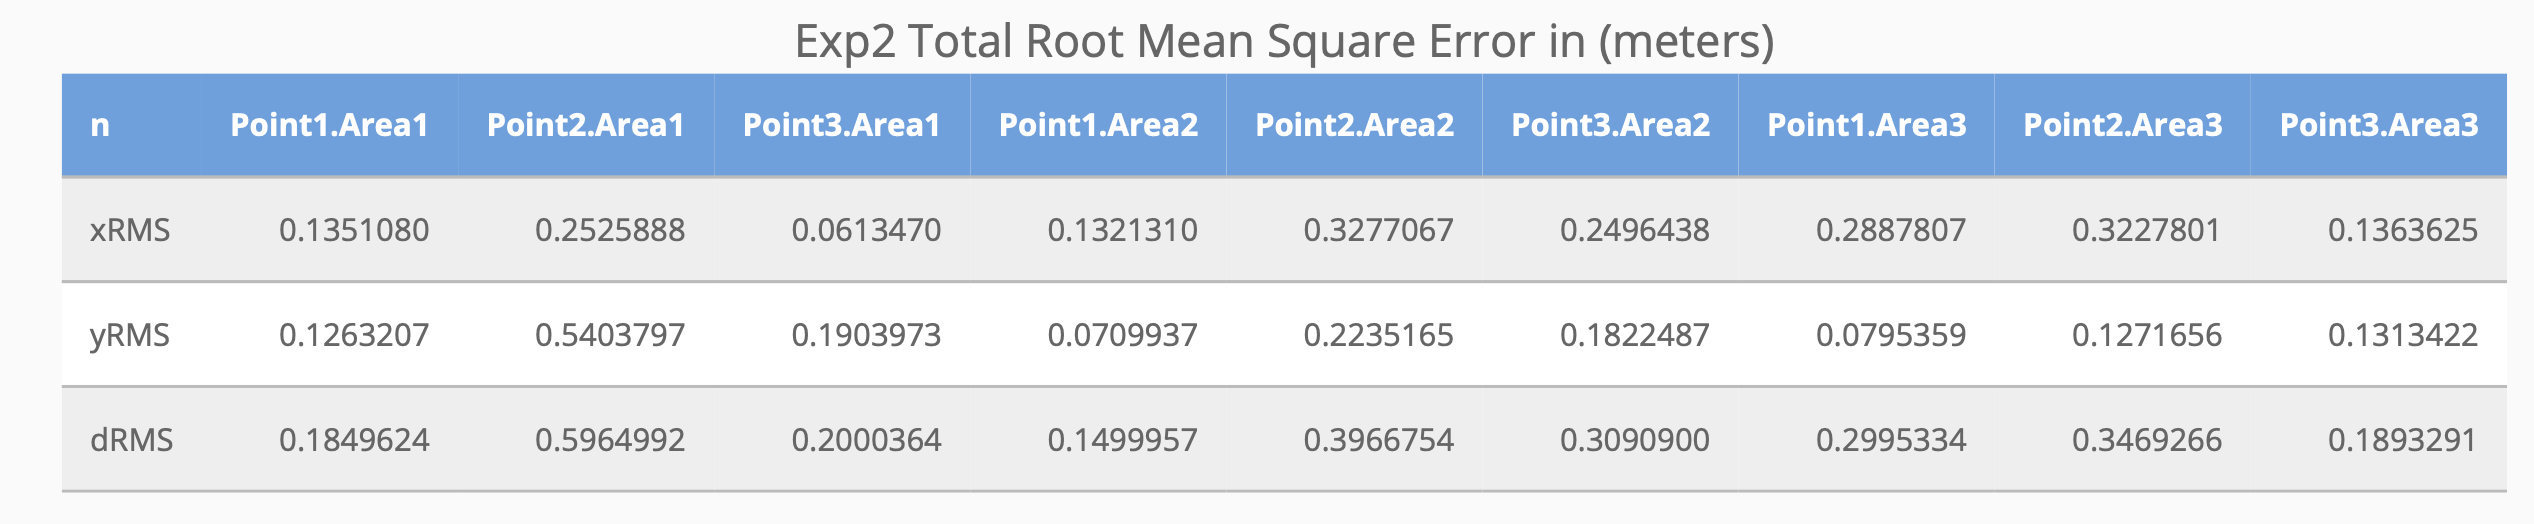 Exp2 Total Root Mean Square Error in (meters)
n Point1.Area1 Point2.Area1 Point3.Area1 Point1.Area2 Point2.Area2 Point3.Area2 Point1.Area3 Point2.Area3 Point3.Area3
xRMS 0.1351080 0.2525888 0.0613470 0.1321310 0.3277067 0.2496438 0.2887807 0.3227801 0.1363625
yRMS 0.1263207 0.5403797 0.1903973 0.0709937 0.2235165 0.1822487 0.0795359 0.1271656 0.1313422
dRMS 0.1849624 0.5964992 0.2000364 0.1499957 0.3966754 0.3090900 0.2995334 0.3469266 0.1893291